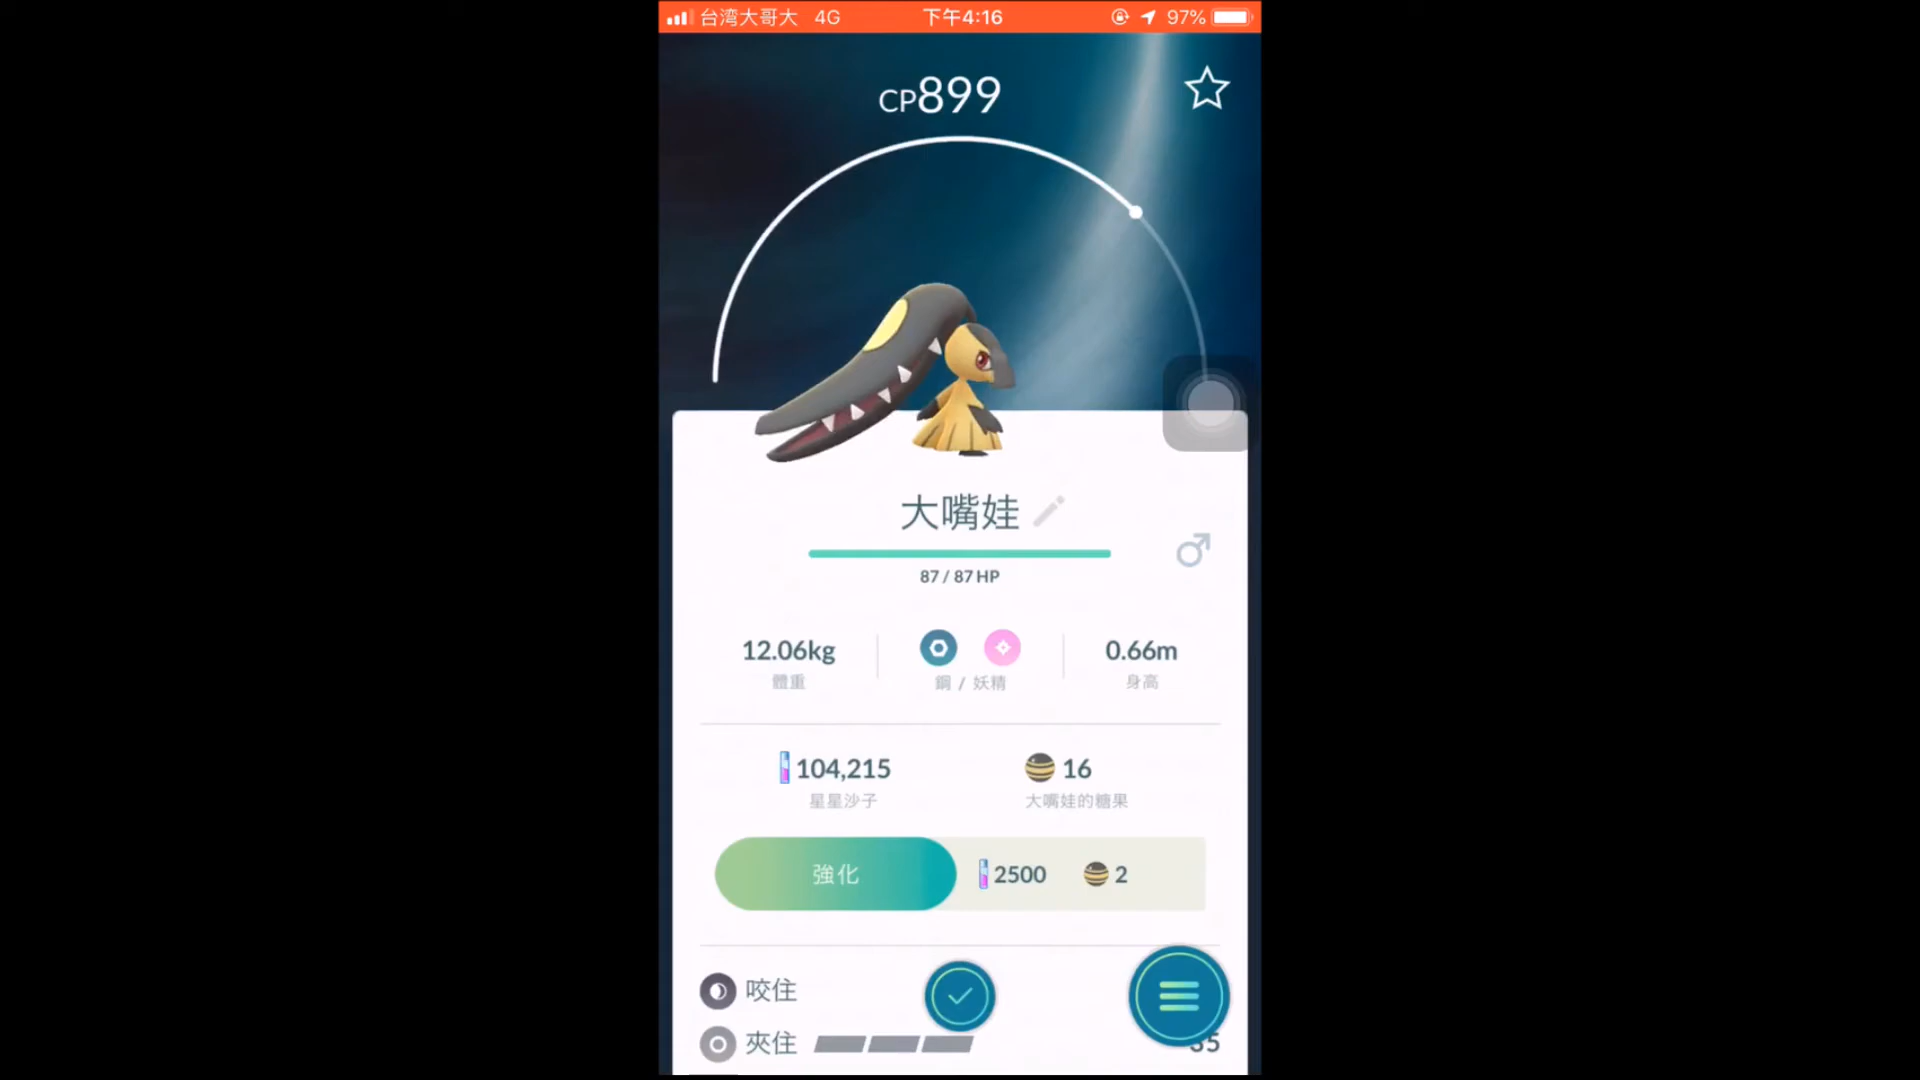 台湾大哥大 4G 下午4:16 97%
CP899
大嘴娃
87 / 87 HP
12.06kg 0.66m
體重 鋼 / 妖精 身高
104,215 16
星星沙子 大嘴娃的糖果
強化 2500 2
咬住
夾住 35